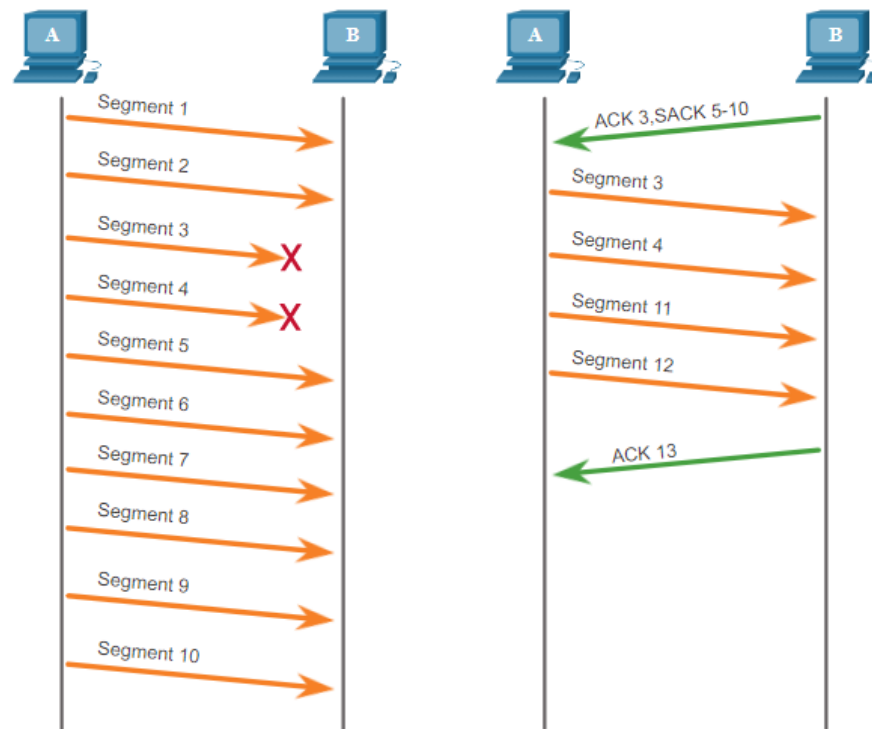 A
B
Segment 1
Segment 2
Segment 3
Segment 4
Segment 5
Segment 6
Segment 7
Segment 8
Segment 9
Segment 10
A
B
ACK 3,SACK 5-10
Segment 3
Segment 4
Segment 11
Segment 12
ACK 13